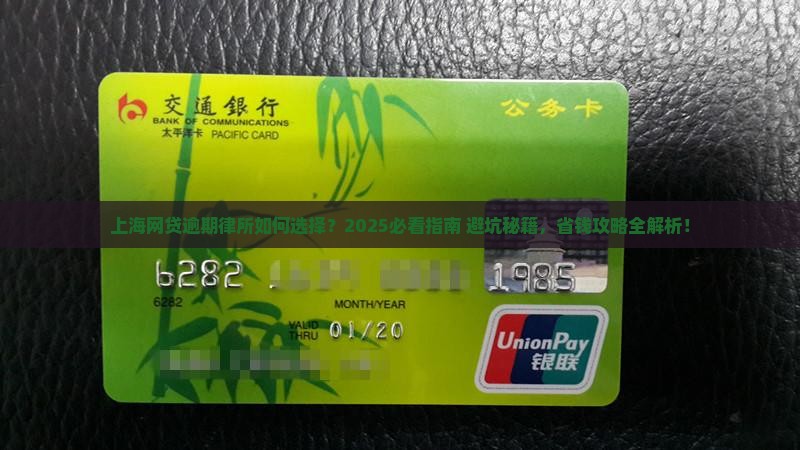 交通銀行
公务卡
BANK OF COMMUNICATIONS
太平洋卡 PACIFIC CARD
上海网贷逾期律所如何选择？2025必看指南 避坑秘籍，省钱攻略全解析！
6282
1985
6282
MONTH/YEAR
VALID
THRU 01/20
UnionPay
银联